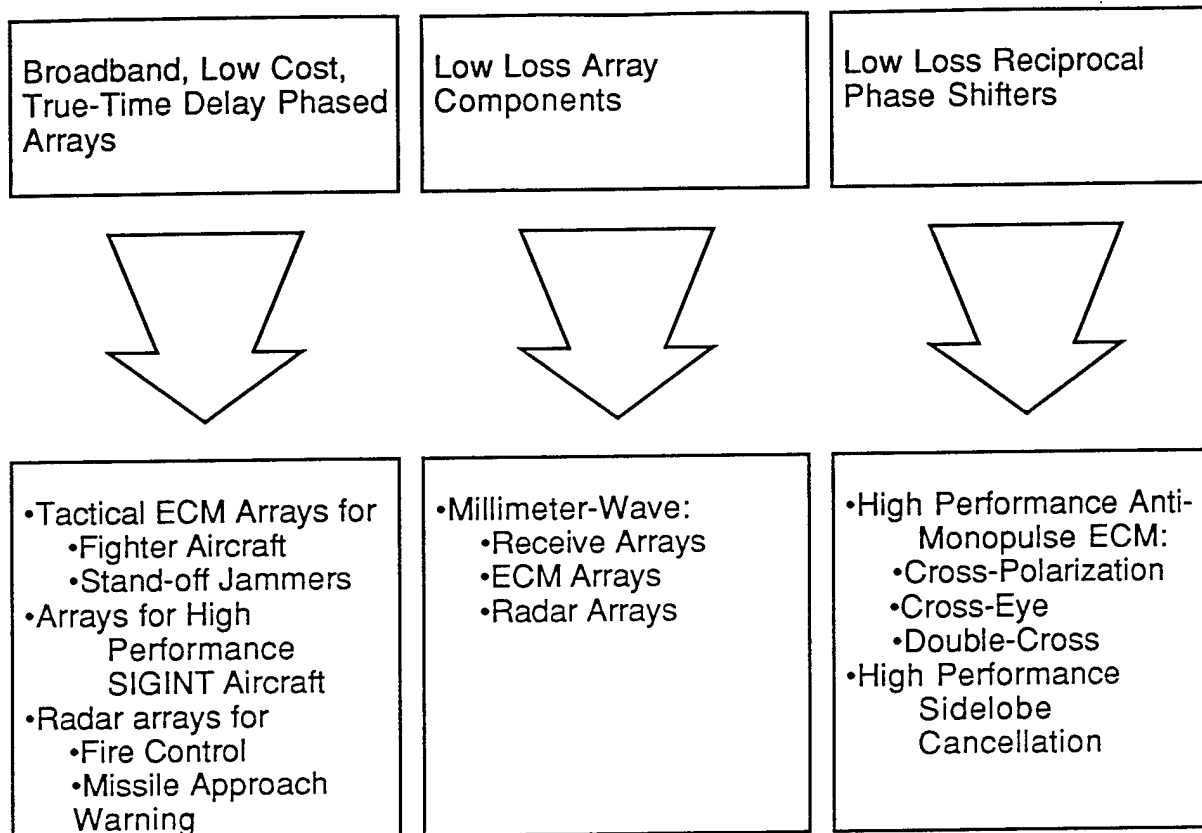 Broadband, Low Cost,
True-Time Delay Phased
Arrays
Low Loss Array
Components
Low Loss Reciprocal
Phase Shifters
•Tactical ECM Arrays for
•Fighter Aircraft
•Stand-off Jammers
•Arrays for High
Performance
SIGINT Aircraft
•Radar arrays for
•Fire Control
•Missile Approach
Warning
•Millimeter-Wave:
•Receive Arrays
•ECM Arrays
•Radar Arrays
•High Performance Anti-
Monopulse ECM:
•Cross-Polarization
•Cross-Eye
•Double-Cross
•High Performance
Sidelobe
Cancellation